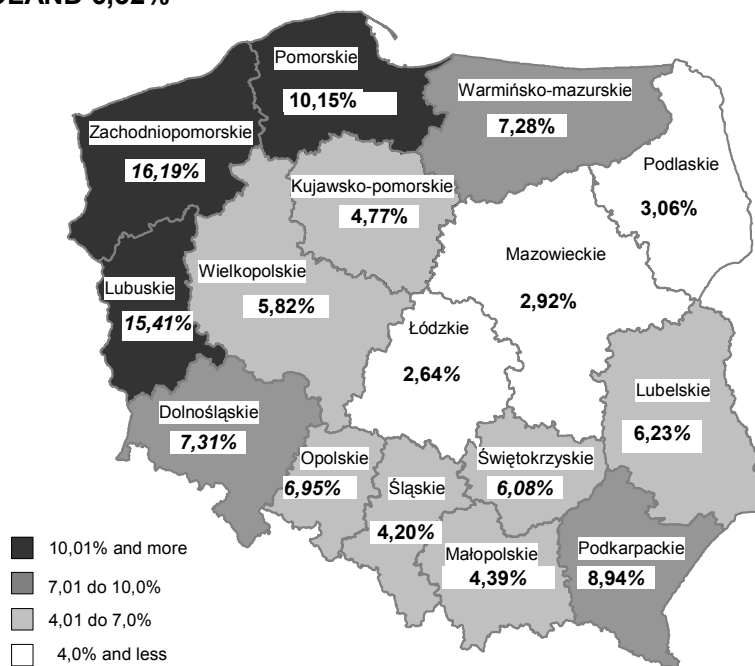 Pomorskie
10,15%
Warmińsko-mazurskie
7,28%
Zachodniopomorskie
16,19%
Podlaskie
3,06%
Kujawsko-pomorskie
4,77%
Mazowieckie
2,92%
Wielkopolskie
5,82%
Lubuskie
15,41%
Łódzkie
2,64%
Lubelskie
6,23%
Dolnośląskie
7,31%
Opolskie
6,95%
Śląskie
4,20%
Świętokrzyskie
6,08%
Małopolskie
4,39%
Podkarpackie
8,94%
10,01% and more
7,01 do 10,0%
4,01 do 7,0%
4,0% and less